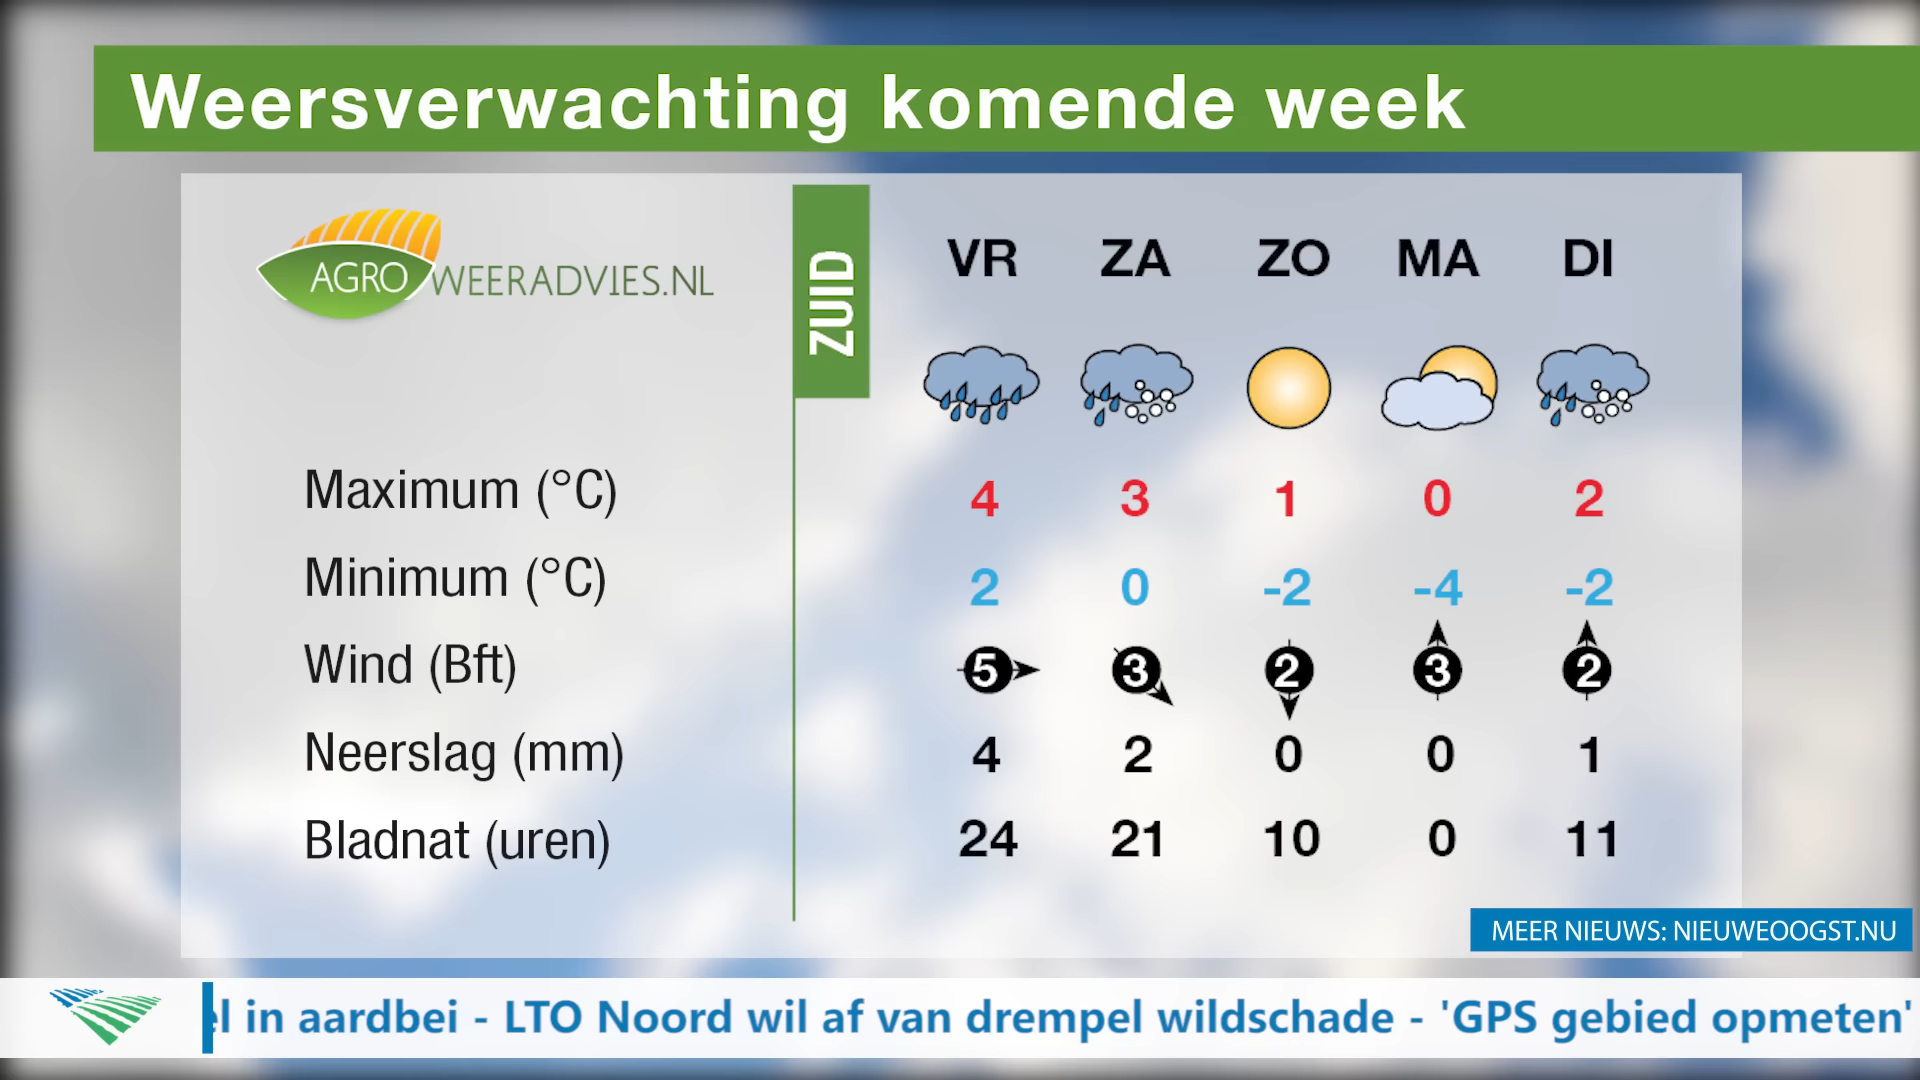 Weersverwachting komende week
AGRO WEERADVIES.NL
ZUID
VR ZA ZO MA DI
Maximum (°C) 4 3 1 0 2
Minimum (°C) 2 0 -2 -4 -2
Wind (Bft) 5 3 2 3 2
Neerslag (mm) 4 2 0 0 1
Bladnat (uren) 24 21 10 0 11
MEER NIEUWS: NIEUWEOOGST.NU
in aardbei - LTO Noord wil af van drempel wildschade - 'GPS gebied opmeten'